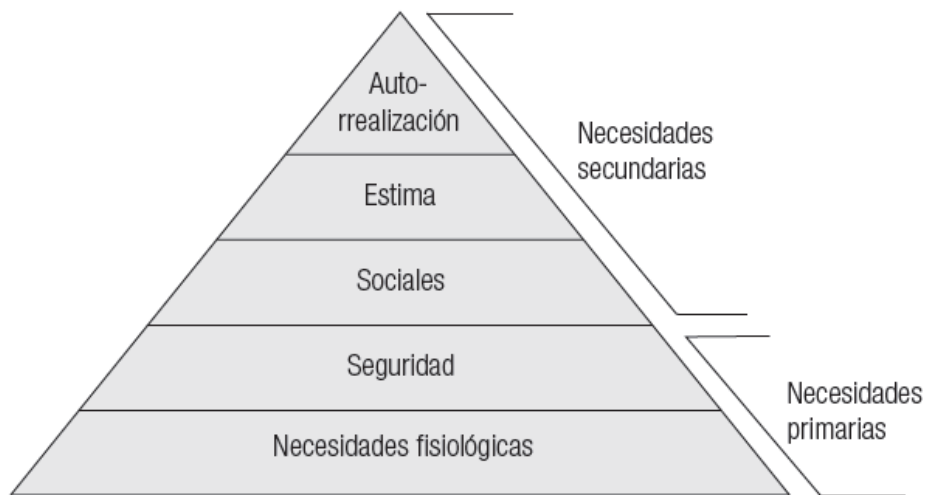 Auto-
rrealización
Necesidades
secundarias
Estima
Sociales
Seguridad
Necesidades
primarias
Necesidades fisiológicas